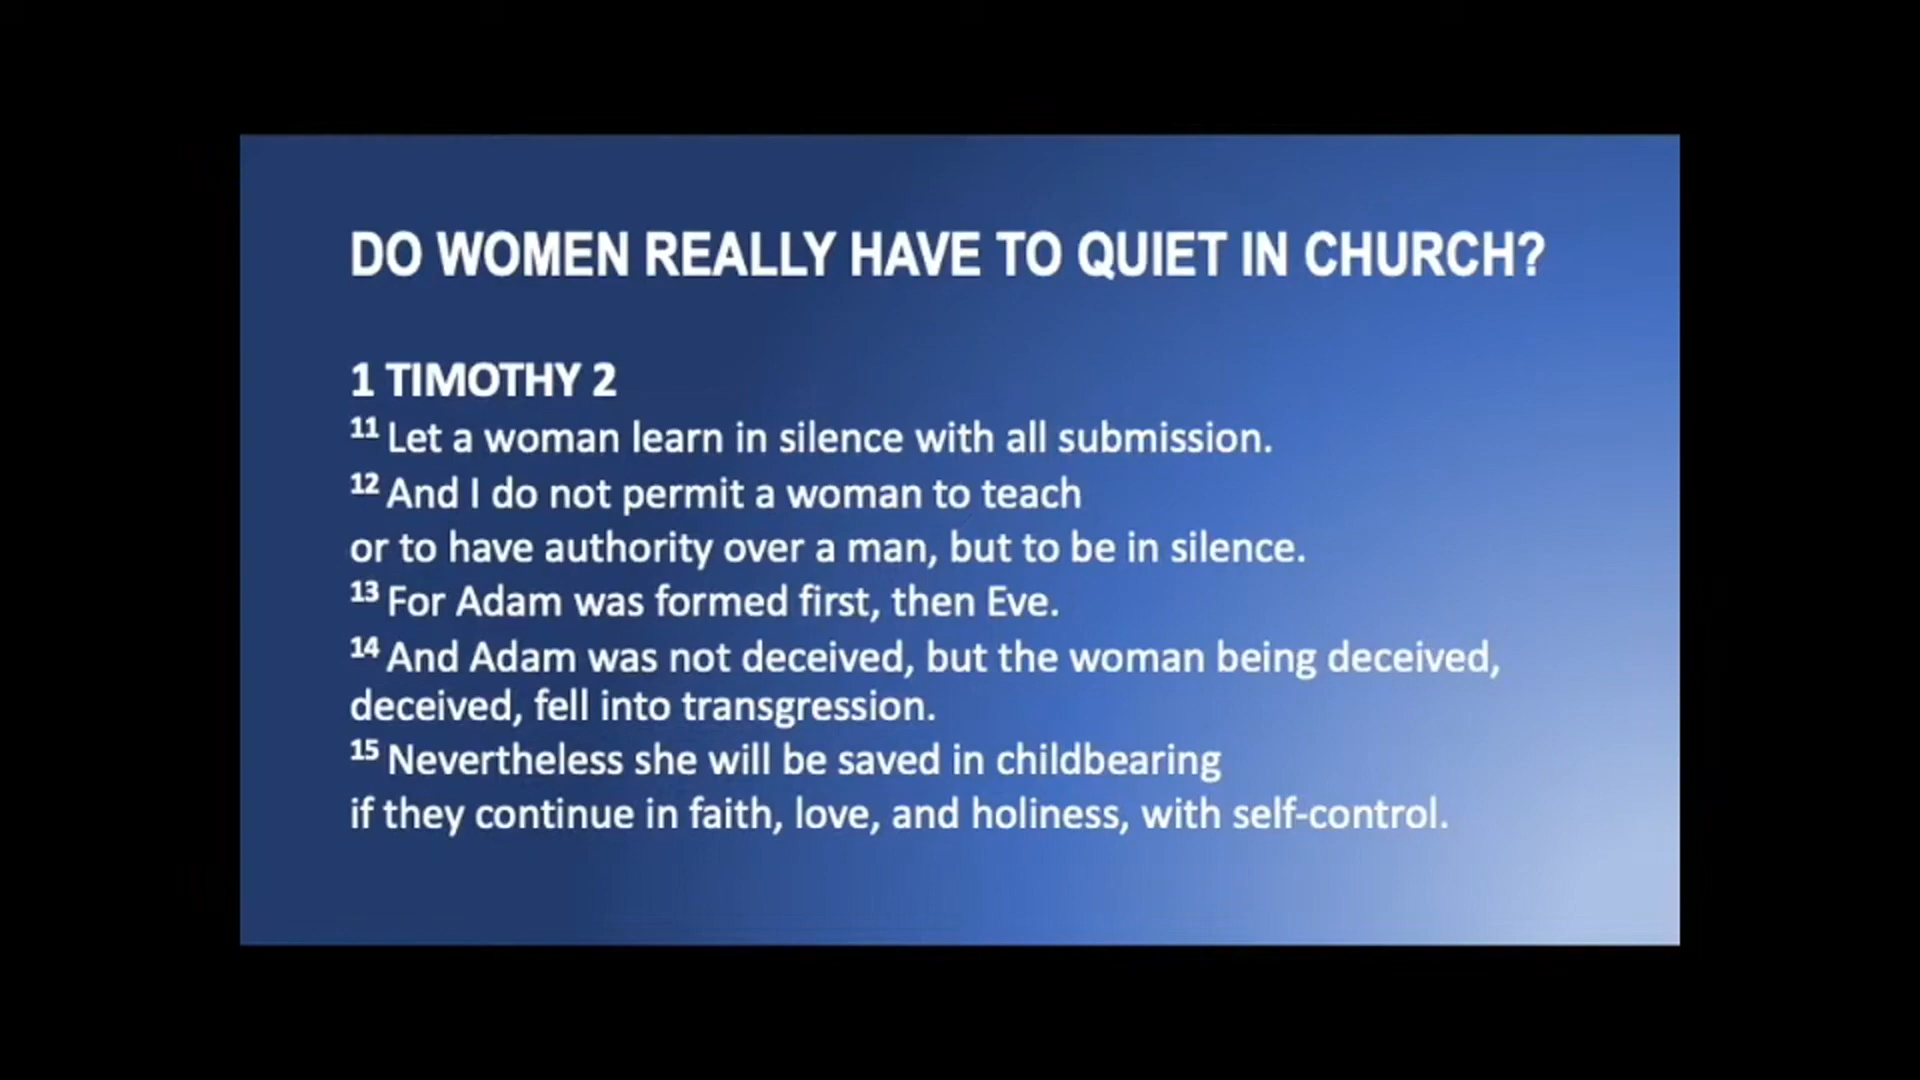 DO WOMEN REALLY HAVE TO QUIET IN CHURCH?
1 TIMOTHY 2
11 Let a woman learn in silence with all submission.
12 And I do not permit a woman to teach
or to have authority over a man, but to be in silence.
13 For Adam was formed first, then Eve.
14 And Adam was not deceived, but the woman being deceived,
deceived, fell into transgression.
15 Nevertheless she will be saved in childbearing
if they continue in faith, love, and holiness, with self-control.